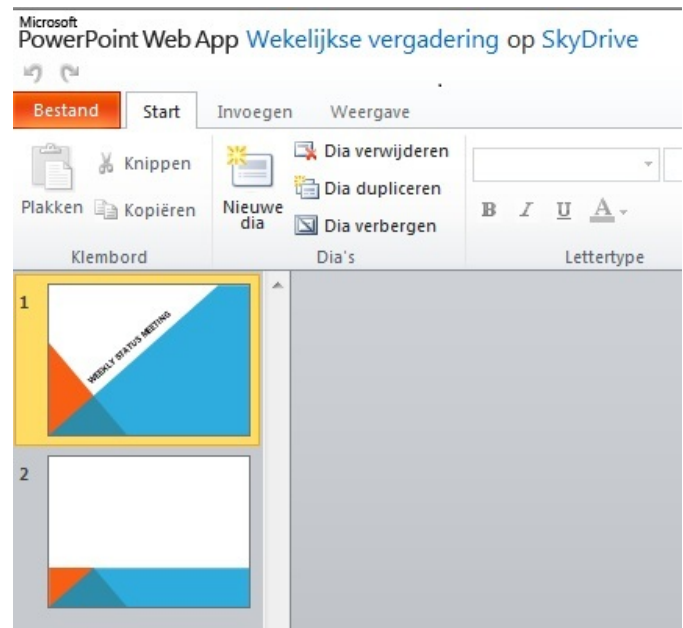 Microsoft
PowerPoint Web App Wekelijkse vergadering op SkyDrive
Bestand Start Invoegen Weergave
Plakken
Knippen
Kopiëren
Klembord
Nieuwe
dia
Dia verwijderen
Dia dupliceren
Dia verbergen
Dia's
B I U A
Lettertype
1
WEEKLY STATUS MEETING
2